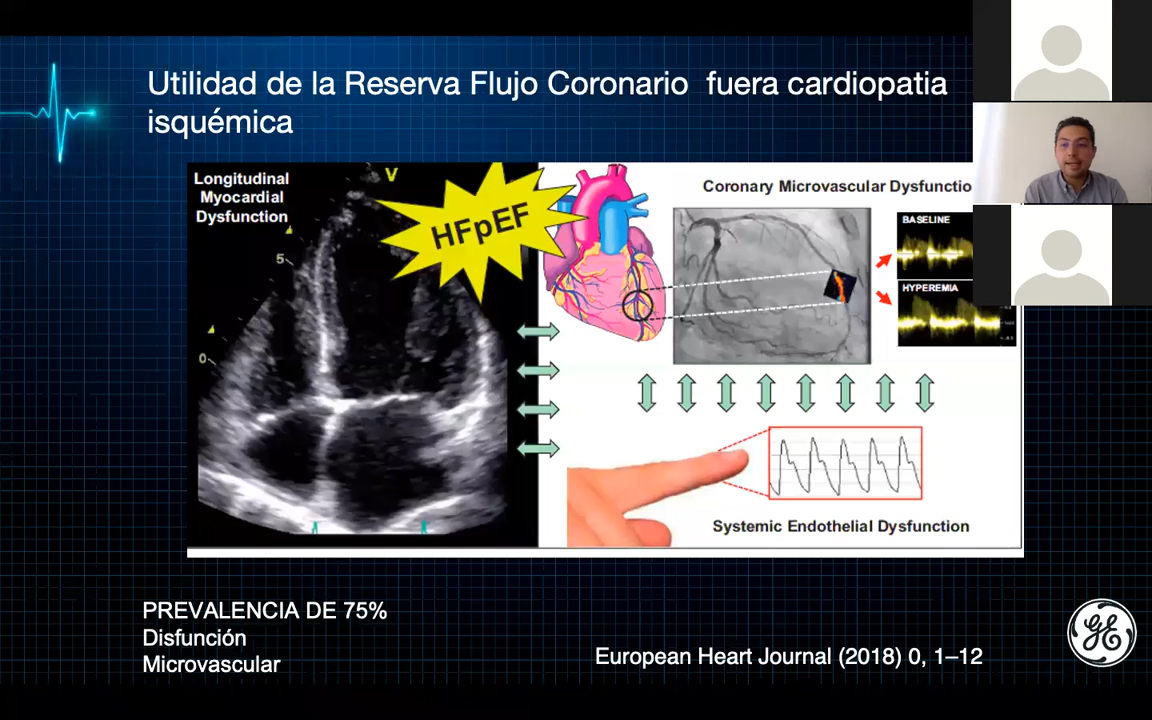 Utilidad de la Reserva Flujo Coronario fuera cardiopatia
isquémica
Longitudinal
Myocardial
Dysfunction
V
HFpEF
5
0
Coronary Microvascular Dysfunctio
BASELINE
HYPEREMIA
Systemic Endothelial Dysfunction
PREVALENCIA DE 75%
Disfunción
Microvascular
European Heart Journal (2018) 0, 1–12
GE